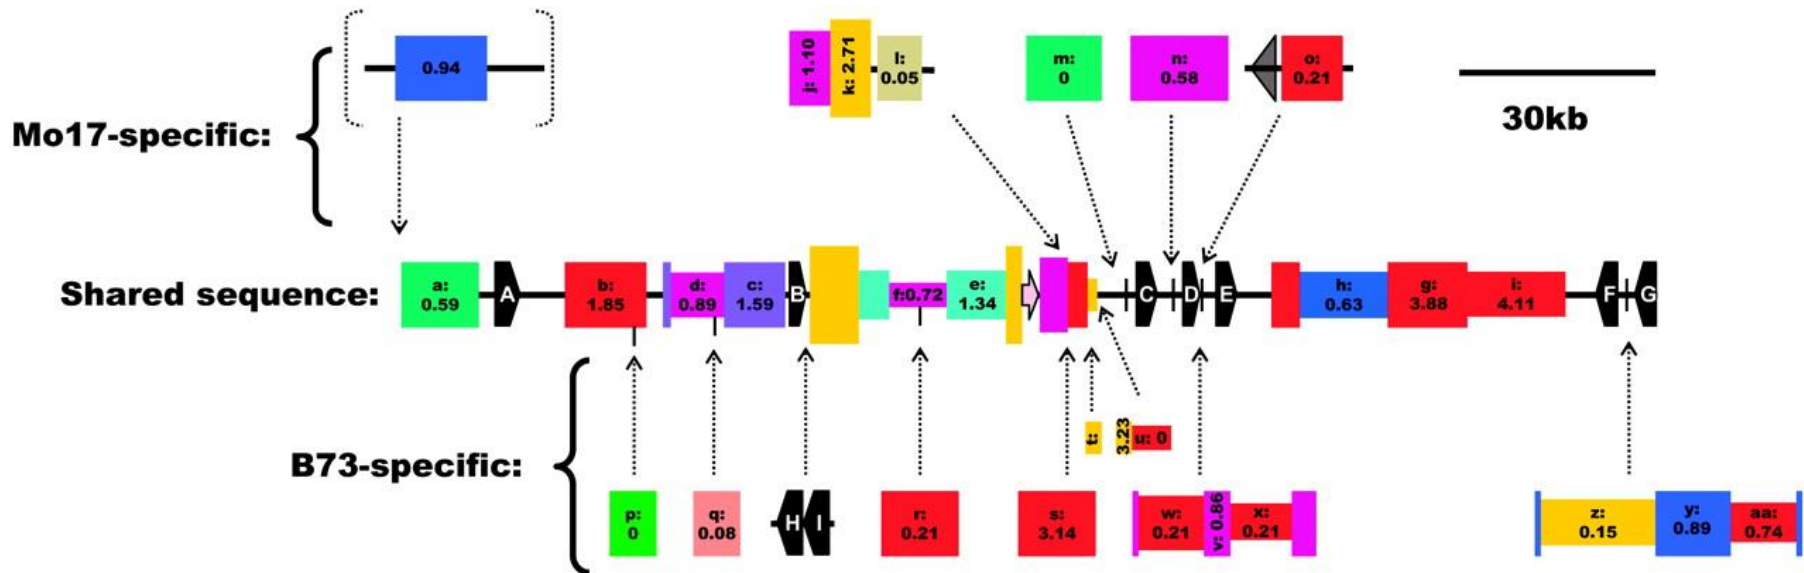 0.94
j: 1.10
k: 2.71
l:
0.05
m:
0
n:
0.58
o:
0.21
30kb
Mo17-specific:
Shared sequence:
a:
0.59
A
b:
1.85
d:
0.89
c:
1.59
B
f:0.72
e:
1.34
C
D
E
h:
0.63
g:
3.88
i:
4.11
F
G
B73-specific:
t:
3.23
u: 0
p:
0
q:
0.08
H
I
r:
0.21
s:
3.14
w:
0.21
v: 0.86
x:
0.21
z:
0.15
y:
0.89
aa:
0.74